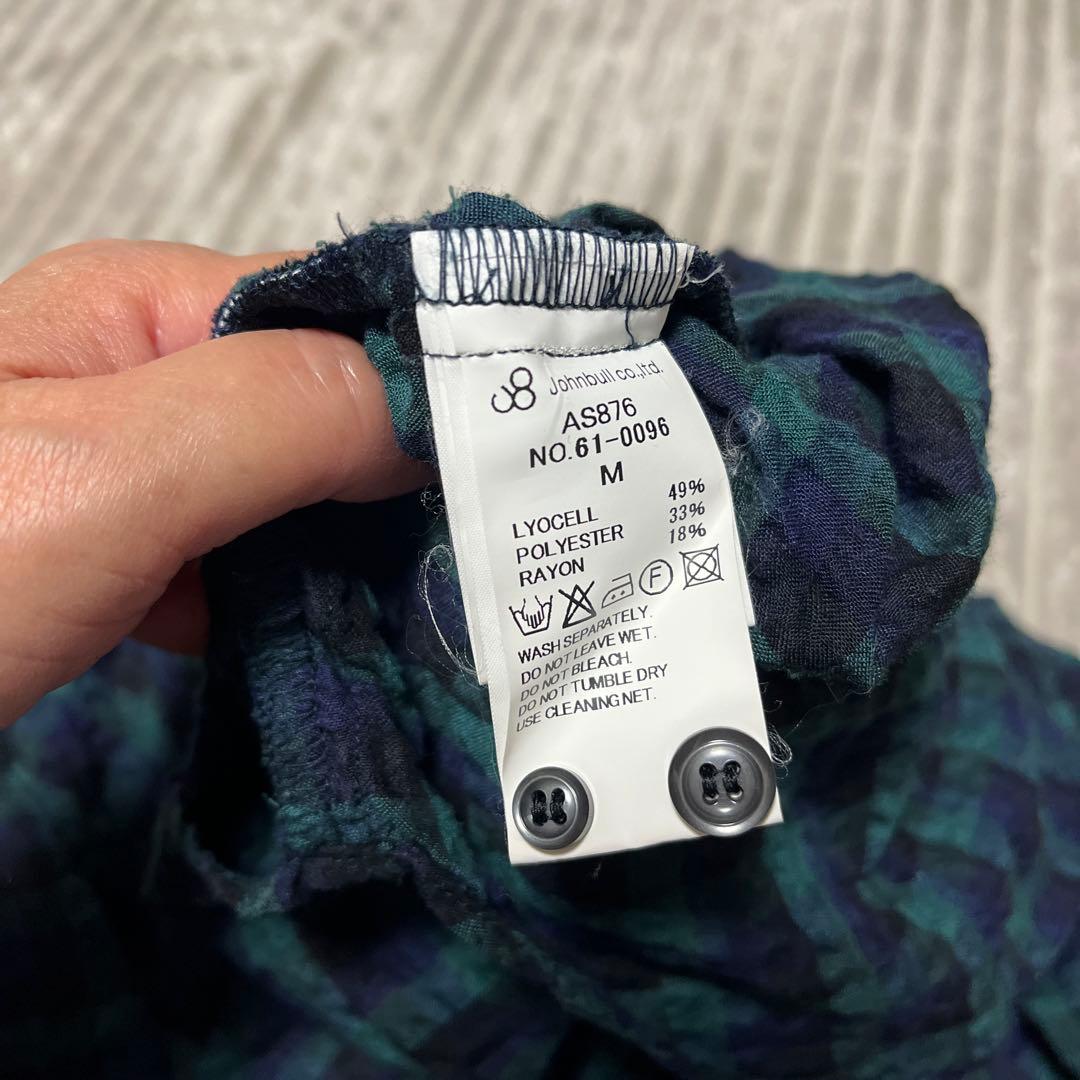 Johnbull co.,ltd.
AS876
NO.61-0096
M
LYOCELL 49%
POLYESTER 33%
RAYON 18%
F
WASH SEPARATELY.
DO NOT LEAVE WET.
DO NOT BLEACH.
DO NOT TUMBLE DRY
USE CLEANING NET.